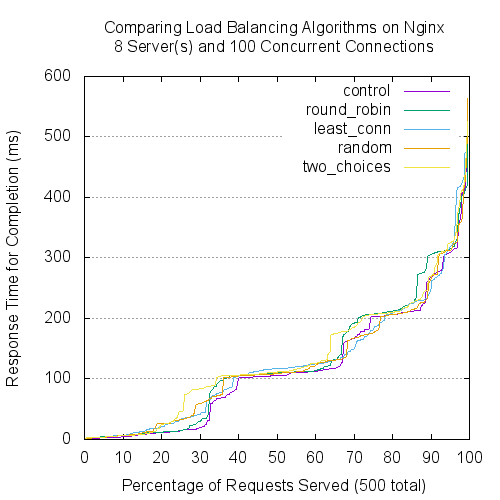 Comparing Load Balancing Algorithms on Nginx
8 Server(s) and 100 Concurrent Connections
Response Time for Completion (ms)
600
500
400
300
200
100
0
control
round_robin
least_conn
random
two_choices
0 10 20 30 40 50 60 70 80 90 100
Percentage of Requests Served (500 total)